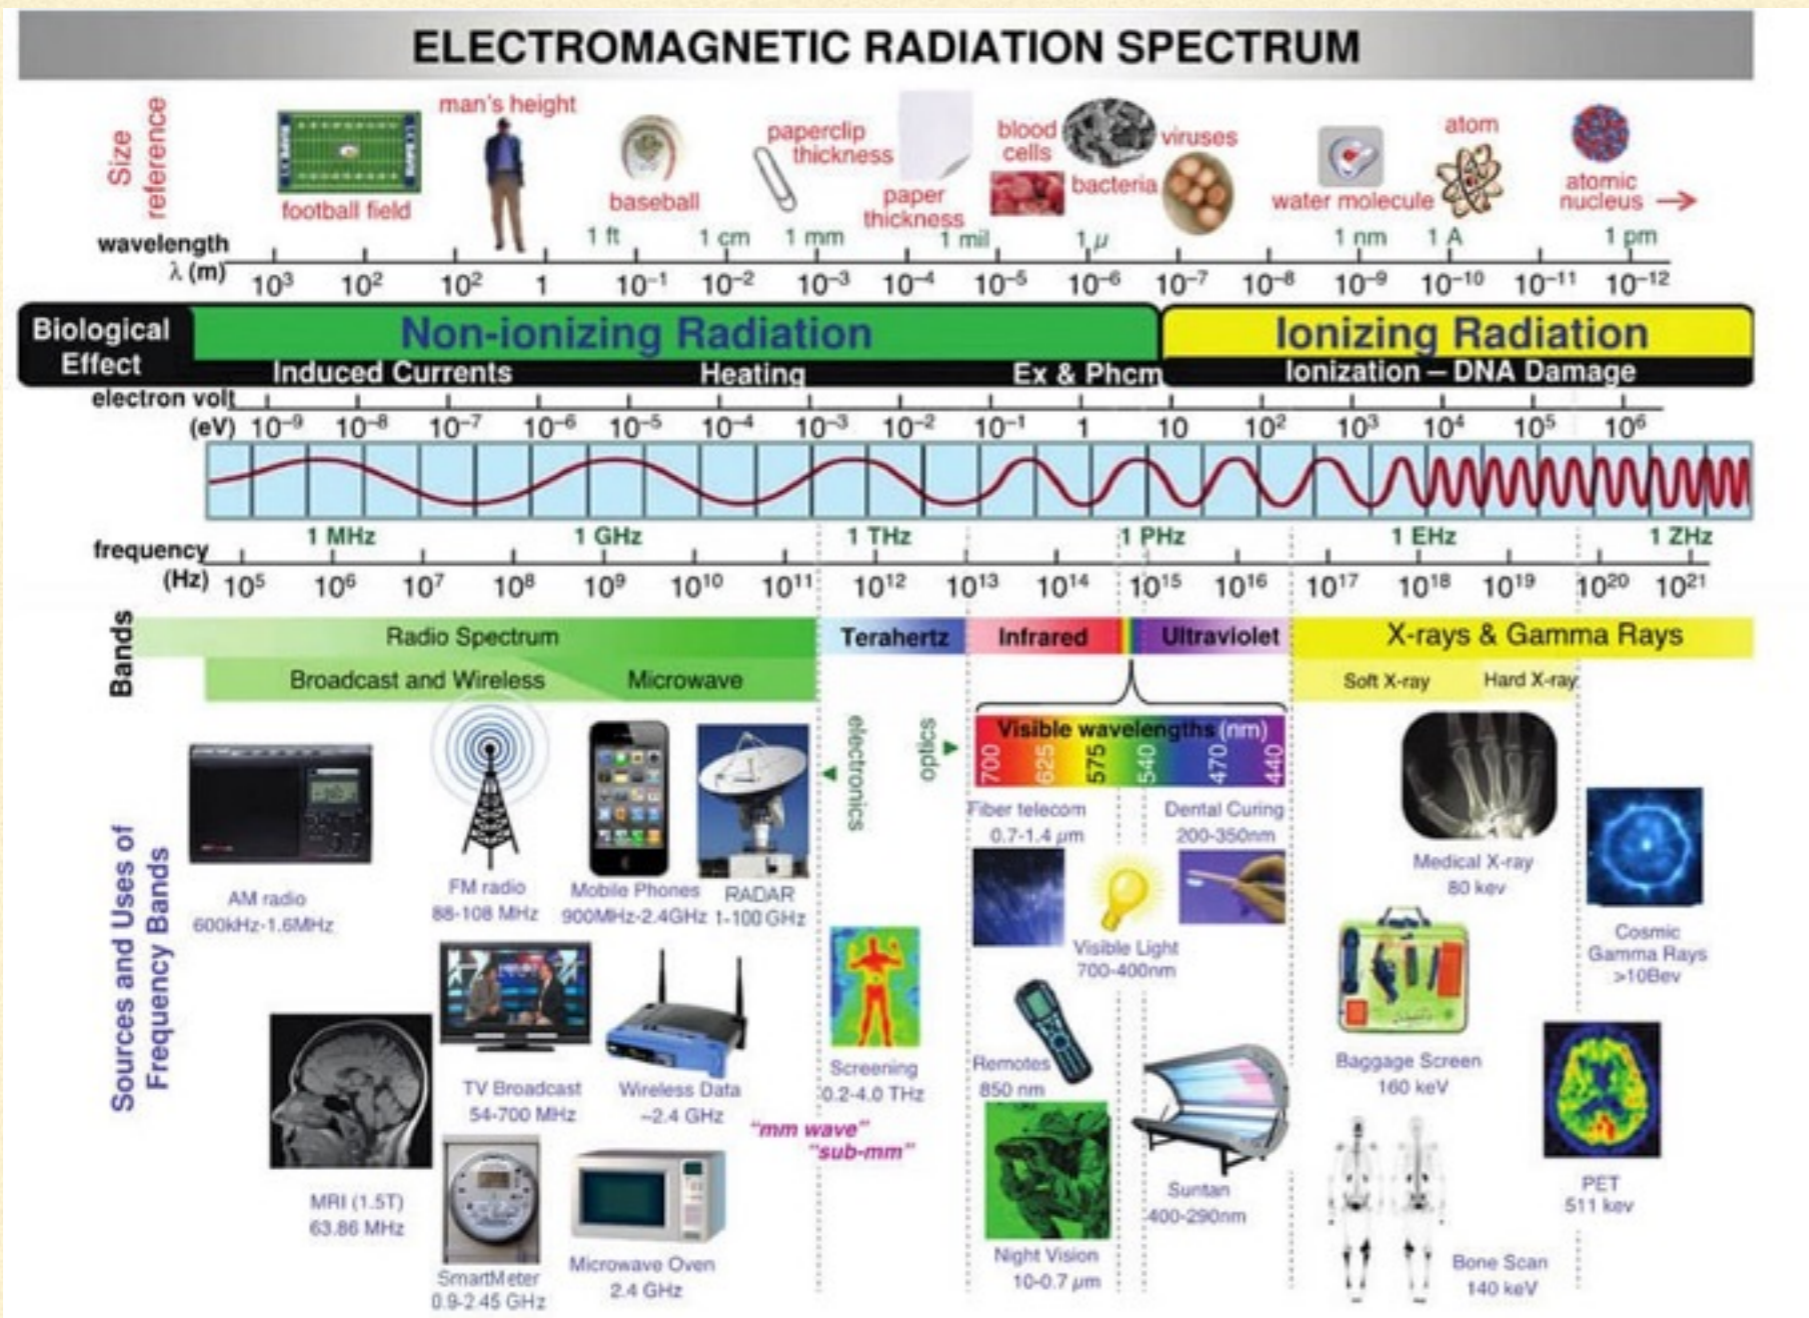 ELECTROMAGNETIC RADIATION SPECTRUM
Size reference
football field
man's height
baseball
paperclip thickness
paper thickness
blood cells
bacteria
viruses
water molecule
atom
atomic nucleus →
1 ft 1 cm 1 mm 1 mil 1 µ 1 nm 1 A 1 pm
wavelength λ (m)
10³ 10² 10² 1 10⁻¹ 10⁻² 10⁻³ 10⁻⁴ 10⁻⁵ 10⁻⁶ 10⁻⁷ 10⁻⁸ 10⁻⁹ 10⁻¹⁰ 10⁻¹¹ 10⁻¹²
Biological Effect
Non-ionizing Radiation
Ionizing Radiation
Induced Currents Heating Ex & Phcm Ionization – DNA Damage
electron volt (eV)
10⁻⁹ 10⁻⁸ 10⁻⁷ 10⁻⁶ 10⁻⁵ 10⁻⁴ 10⁻³ 10⁻² 10⁻¹ 1 10 10² 10³ 10⁴ 10⁵ 10⁶
1 MHz 1 GHz 1 THz 1 PHz 1 EHz 1 ZHz
frequency (Hz)
10⁵ 10⁶ 10⁷ 10⁸ 10⁹ 10¹⁰ 10¹¹ 10¹² 10¹³ 10¹⁴ 10¹⁵ 10¹⁶ 10¹⁷ 10¹⁸ 10¹⁹ 10²⁰ 10²¹
Bands
Radio Spectrum Terahertz Infrared Ultraviolet X-rays & Gamma Rays
Broadcast and Wireless Microwave Soft X-ray Hard X-ray
electronics
optics
Visible wavelengths (nm)
700 625 575 540 470 440
Sources and Uses of
Frequency Bands
AM radio
600kHz-1.6MHz
FM radio
88-108 MHz
Mobile Phones
900MHz-2.4GHz
RADAR
1-100 GHz
Fiber telecom
0.7-1.4 µm
Dental Curing
200-350nm
Visible Light
700-400nm
Medical X-ray
80 kev
Cosmic
Gamma Rays
>10Bev
TV Broadcast
54-700 MHz
Wireless Data
~2.4 GHz
Screening
0.2-4.0 THz
"mm wave"
"sub-mm"
Remotes
850 nm
Baggage Screen
160 keV
MRI (1.5T)
63.86 MHz
SmartMeter
0.9-2.45 GHz
Microwave Oven
2.4 GHz
Night Vision
10-0.7 µm
Suntan
400-290nm
Bone Scan
140 keV
PET
511 kev